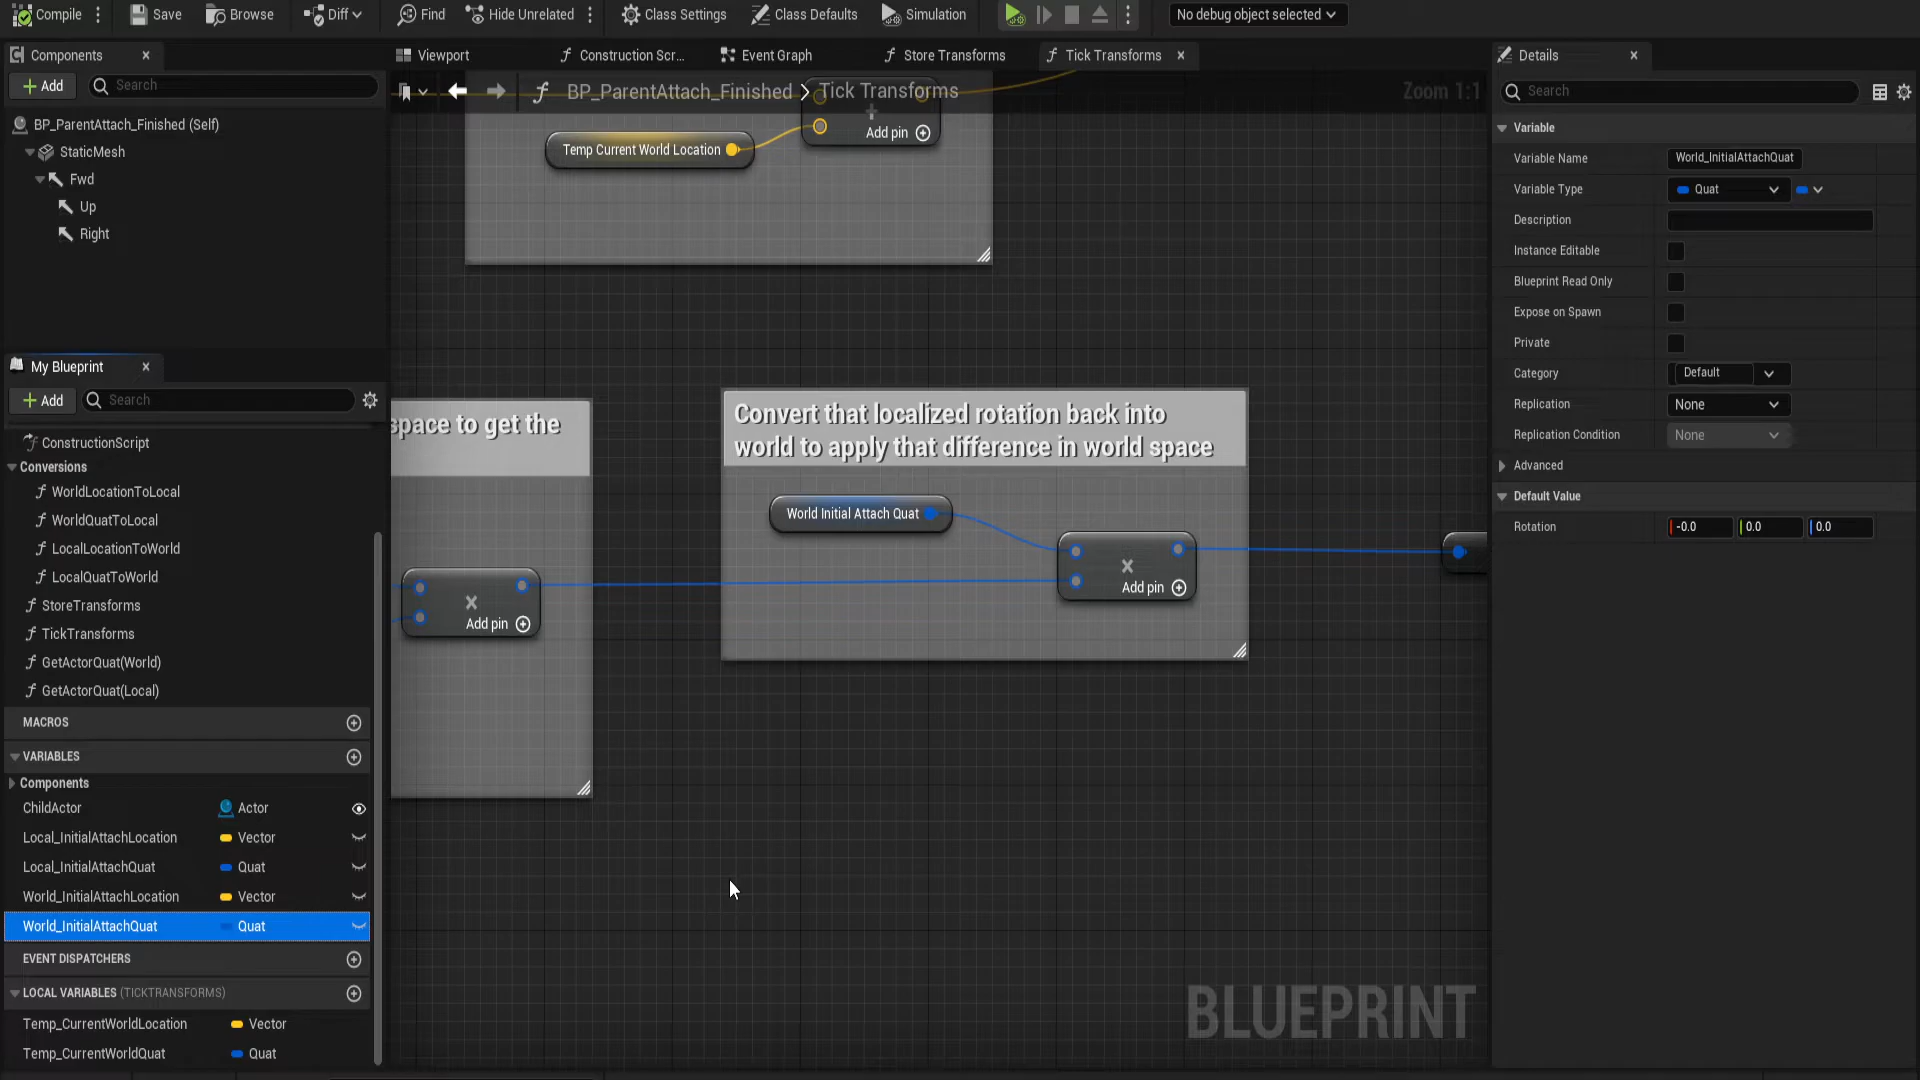 Compile
Save
Browse
Diff
Find
Hide Unrelated
Class Settings
Class Defaults
Simulation
No debug object selected
Components
Viewport
Construction Scr...
Event Graph
Store Transforms
Tick Transforms
Details
Add
Search
BP_ParentAttach_Finished > Tick Transforms
Zoom 1:1
Search
BP_ParentAttach_Finished (Self)
StaticMesh
Fwd
Up
Right
Temp Current World Location
Add pin
Variable
Variable Name
World_InitialAttachQuat
Variable Type
Quat
Description
Instance Editable
Blueprint Read Only
Expose on Spawn
Private
Category
Default
Replication
None
Replication Condition
None
Advanced
Default Value
Rotation
-0.0
0.0
0.0
My Blueprint
Add
Search
ConstructionScript
Conversions
WorldLocationToLocal
WorldQuatToLocal
LocalLocationToWorld
LocalQuatToWorld
StoreTransforms
TickTransforms
GetActorQuat(World)
GetActorQuat(Local)
MACROS
VARIABLES
Components
ChildActor Actor
Local_InitialAttachLocation Vector
Local_InitialAttachQuat Quat
World_InitialAttachLocation Vector
World_InitialAttachQuat Quat
EVENT DISPATCHERS
LOCAL VARIABLES (TICKTRANSFORMS)
Temp_CurrentWorldLocation Vector
Temp_CurrentWorldQuat Quat
space to get the
Add pin
Convert that localized rotation back into
world to apply that difference in world space
World Initial Attach Quat
Add pin
BLUEPRINT